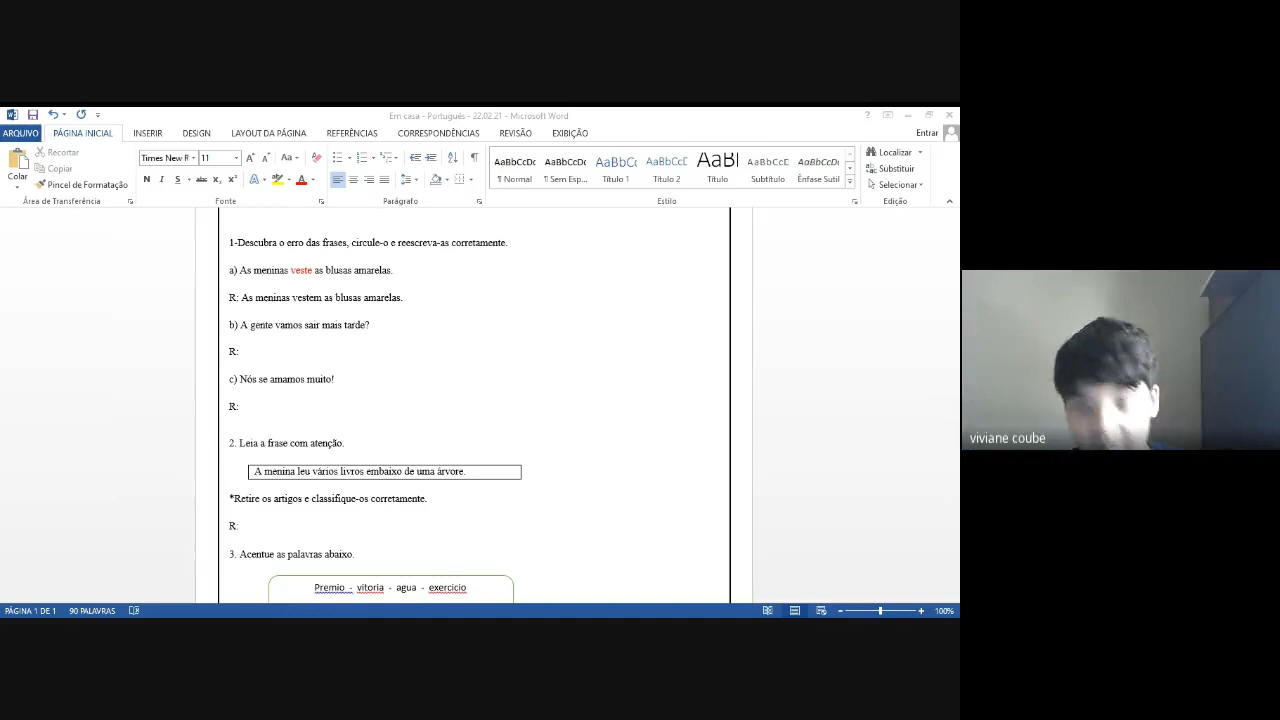 Em casa - Português - 22.02.21 - Microsoft Word
ARQUIVO PÁGINA INICIAL INSERIR DESIGN LAYOUT DA PÁGINA REFERÊNCIAS CORRESPONDÊNCIAS REVISÃO EXIBIÇÃO Entrar
Colar
Recortar
Copiar
Pincel de Formatação
Área de Transferência
Times New R 11
N I S abc x₂ x²
Fonte
Parágrafo
AaBbCcDc AaBbCcDc AaBbCc AaBbCcD AaBl AaBbCcD AaBbCcDc
¶ Normal ¶ Sem Esp... Título 1 Título 2 Título Subtítulo Ênfase Sutil
Estilo
Localizar
Substituir
Selecionar
Edição
1-Descubra o erro das frases, circule-o e reescreva-as corretamente.
a) As meninas veste as blusas amarelas.
R: As meninas vestem as blusas amarelas.
b) A gente vamos sair mais tarde?
R:
c) Nós se amamos muito!
R:
2. Leia a frase com atenção.
A menina leu vários livros embaixo de uma árvore.
*Retire os artigos e classifique-os corretamente.
R:
3. Acentue as palavras abaixo.
Premio - vitoria - agua - exercicio
PÁGINA 1 DE 1 90 PALAVRAS 100%
viviane coube